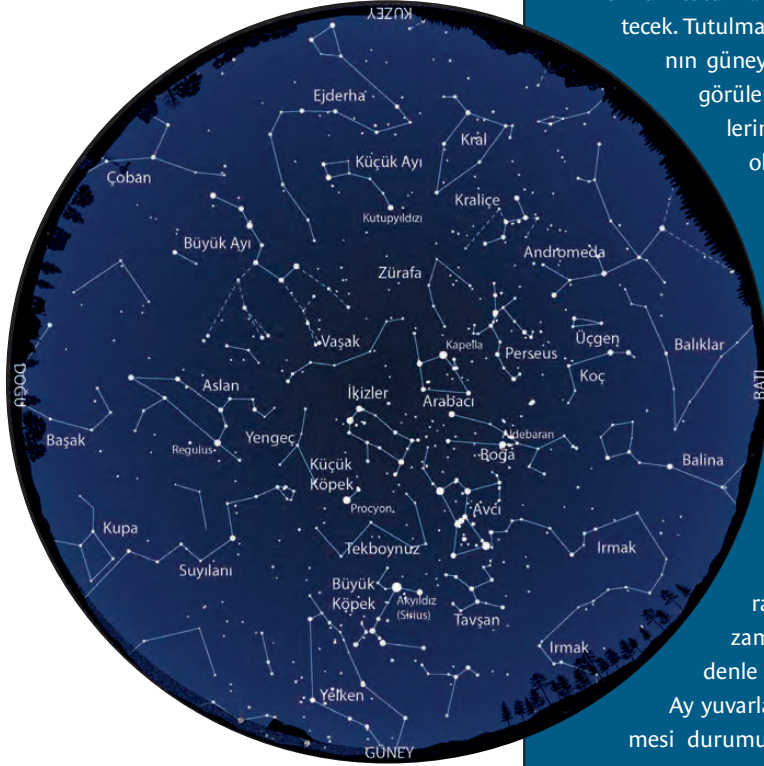 KUZEY
Ejderha
Kral
Çoban
Küçük Ayı
Kraliçe
Kutupyıldızı
Büyük Ayı
Andromeda
Zürafa
Vaşak
Kapella
Perseus
Üçgen
Balıklar
Koç
DOĞU
BATI
Aslan
İkizler
Arabacı
Başak
Regulus
Yengeç
Aldebaran
Boğa
Balina
Küçük
Köpek
Procyon
Avcı
Kupa
Tekboynuz
Irmak
Suyılanı
Büyük
Köpek
Akyıldız
(Sirius)
Tavşan
Irmak
Yelken
GÜNEY
tecek. Tutulma
nın güney
görüle
lerin
ol
ra
zam
denle
Ay yuvarla
mesi durumu